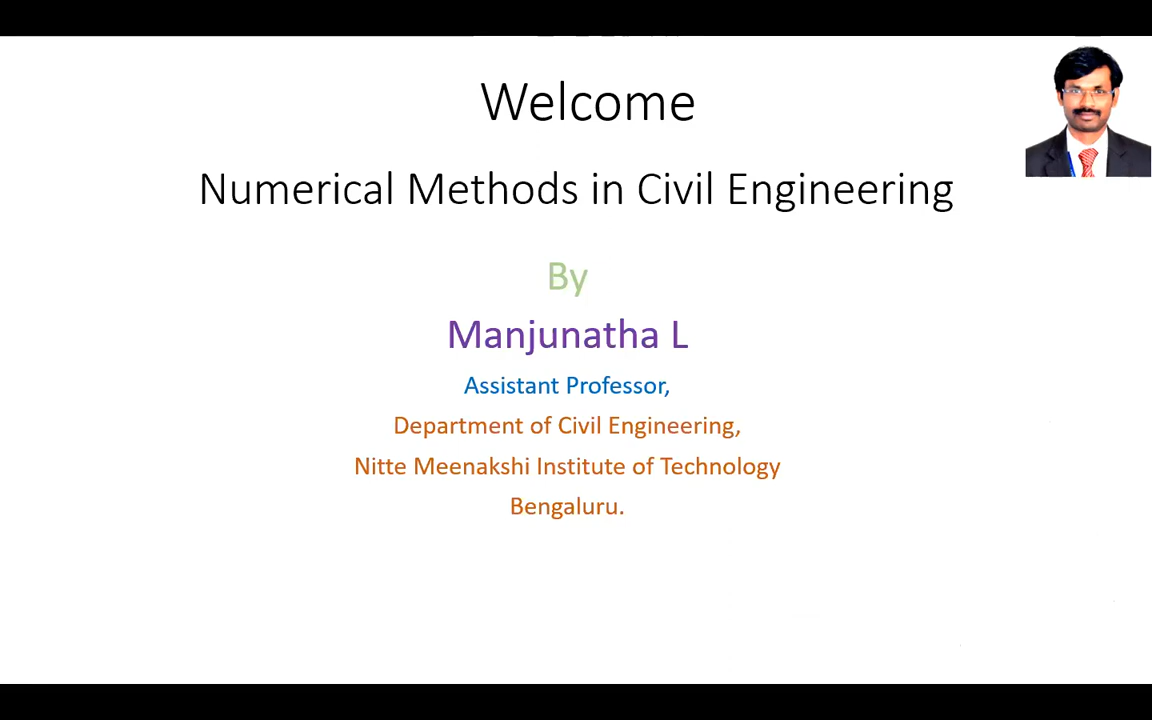 Welcome
Numerical Methods in Civil Engineering
By
Manjunatha L
Assistant Professor,
Department of Civil Engineering,
Nitte Meenakshi Institute of Technology
Bengaluru.